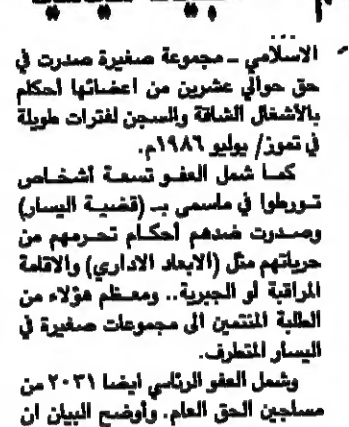 الاسلامي - مجموعة صغيرة صدرت في
حق حوالي عشرين من اعضائها أحكام
بالأشغال الشاقة والسجن لفترات طويلة
في تموز/ يوليو ١٩٨٦م.
كما شمل العفو تسعة أشخاص
تورطوا في ماسمي بـ (قضية اليسار)
وصدرت ضدهم أحكام تحرمهم من
حرياتهم مثل (الابعاد الاداري) والاقامة
المراقبة أو الجبرية.. ومعظم هؤلاء من
الطلبة المنتمين الى مجموعات صغيرة في
اليسار المتطرف.
وشمل العفو الرئاسي ايضا ٢٠٣١ من
مساجين الحق العام. وأوضح البيان ان